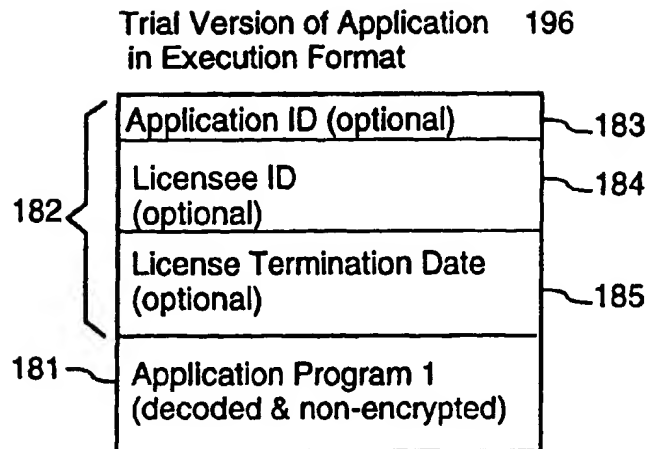 Trial Version of Application 196
in Execution Format
Application ID (optional)
183
Licensee ID
(optional)
184
182
License Termination Date
(optional)
185
181
Application Program 1
(decoded & non-encrypted)